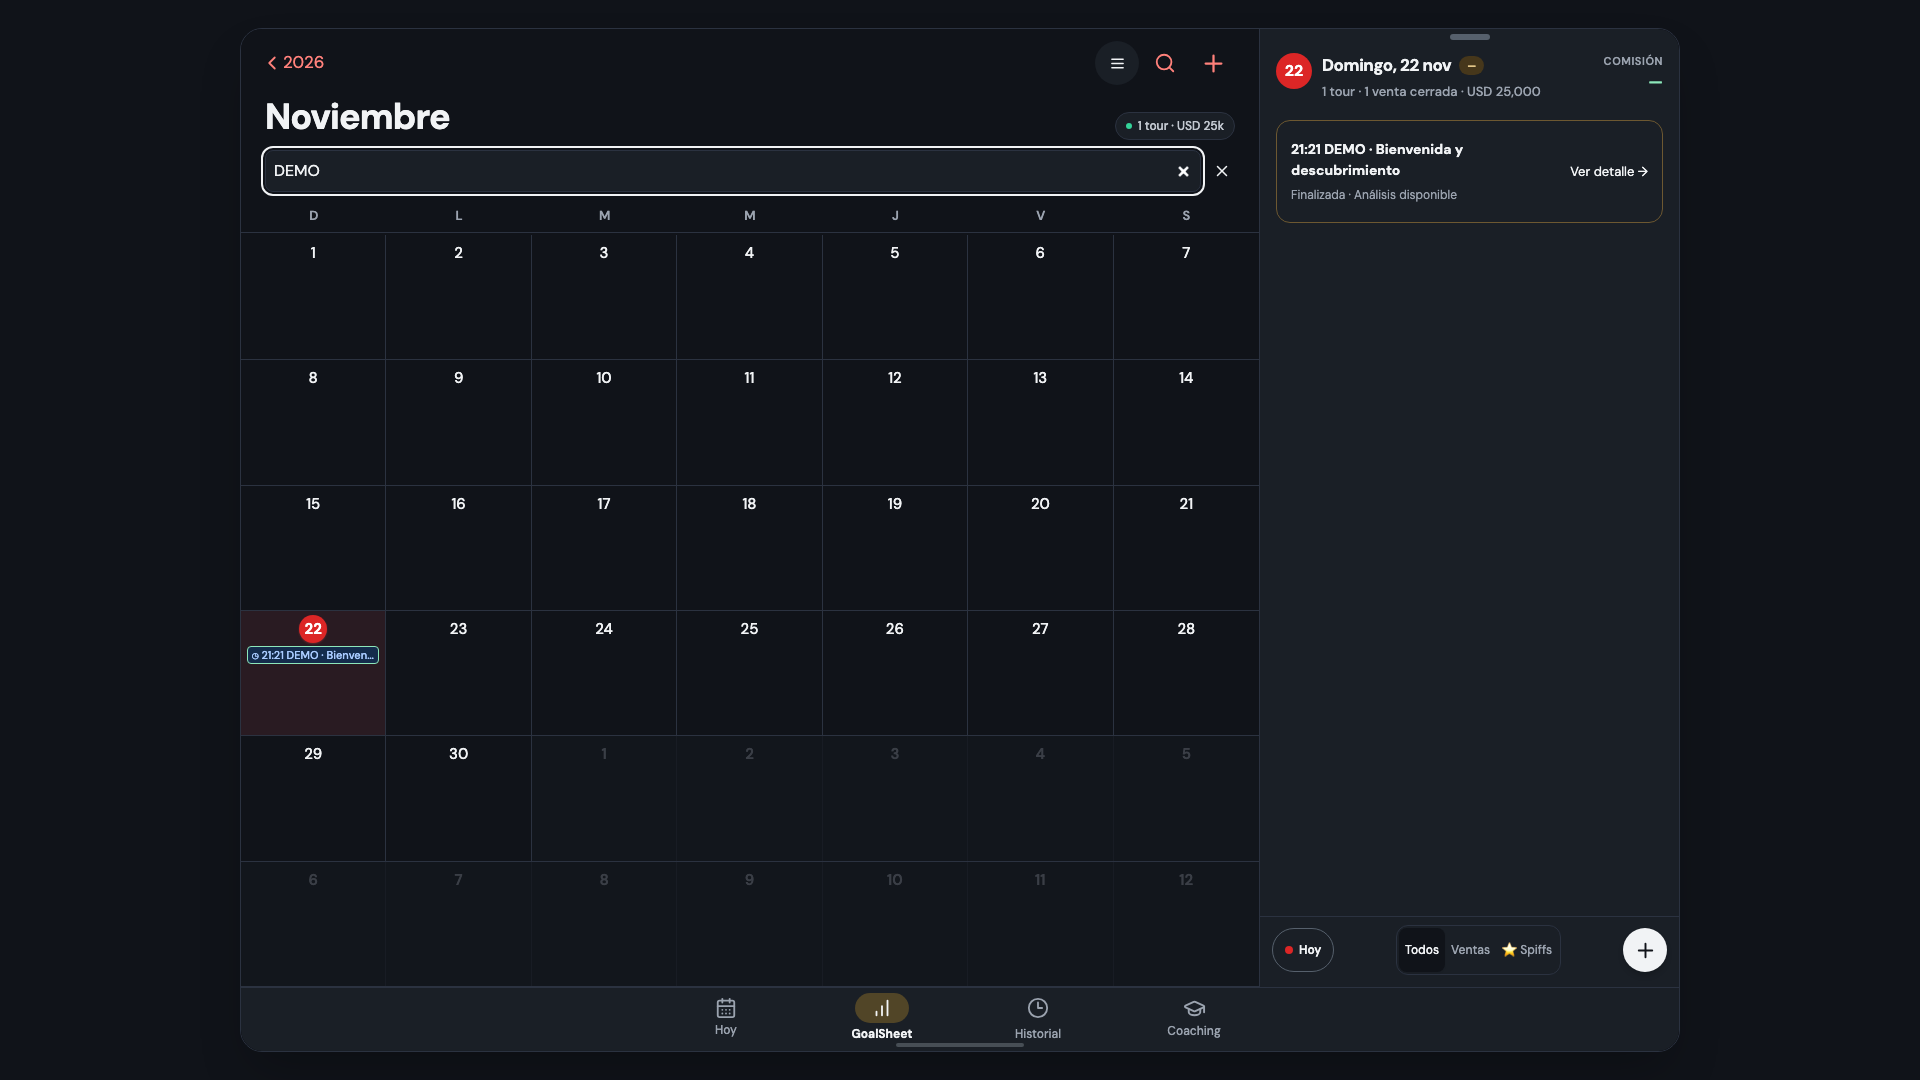 2026
Noviembre
1 tour · USD 25k
DEMO
D L M M J V S
1 2 3 4 5 6 7
8 9 10 11 12 13 14
15 16 17 18 19 20 21
22 23 24 25 26 27 28
21:21 DEMO · Bienven...
29 30 1 2 3 4 5
6 7 8 9 10 11 12
22
Domingo, 22 nov –
1 tour · 1 venta cerrada · USD 25,000
COMISIÓN
—
21:21 DEMO · Bienvenida y
descubrimiento
Finalizada · Análisis disponible
Ver detalle →
Hoy
Todos Ventas ⭐ Spiffs
Hoy GoalSheet Historial Coaching